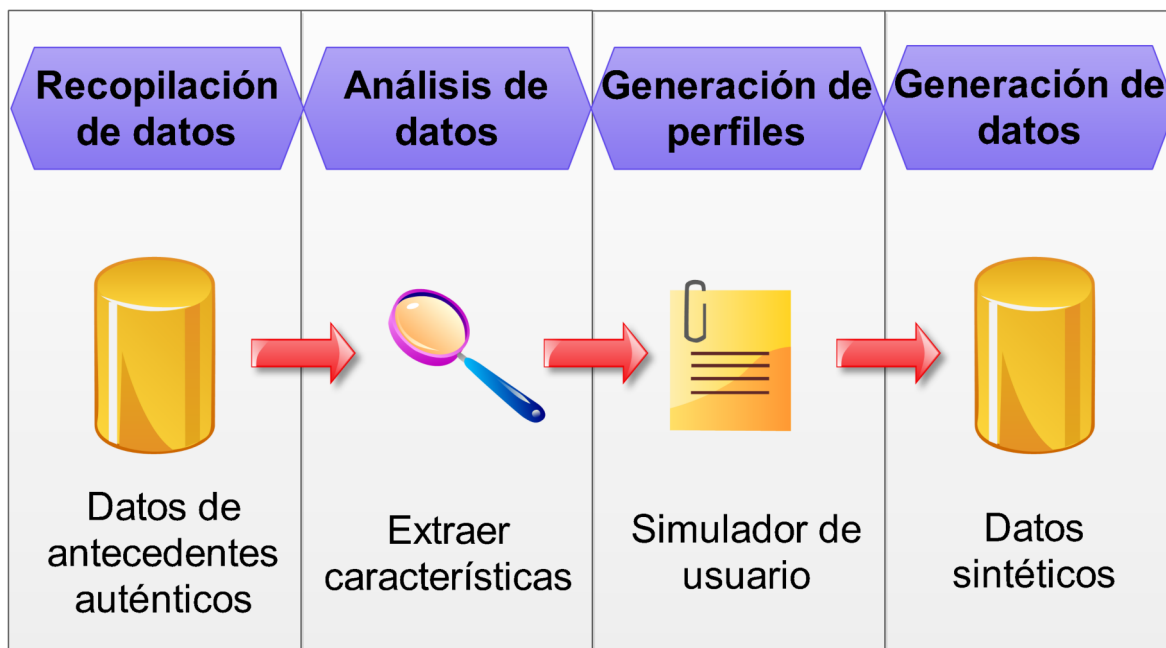 Recopilación
de datos
Análisis de
datos
Generación de
perfiles
Generación de
datos
Datos de
antecedentes
auténticos
Extraer
características
Simulador de
usuario
Datos
sintéticos